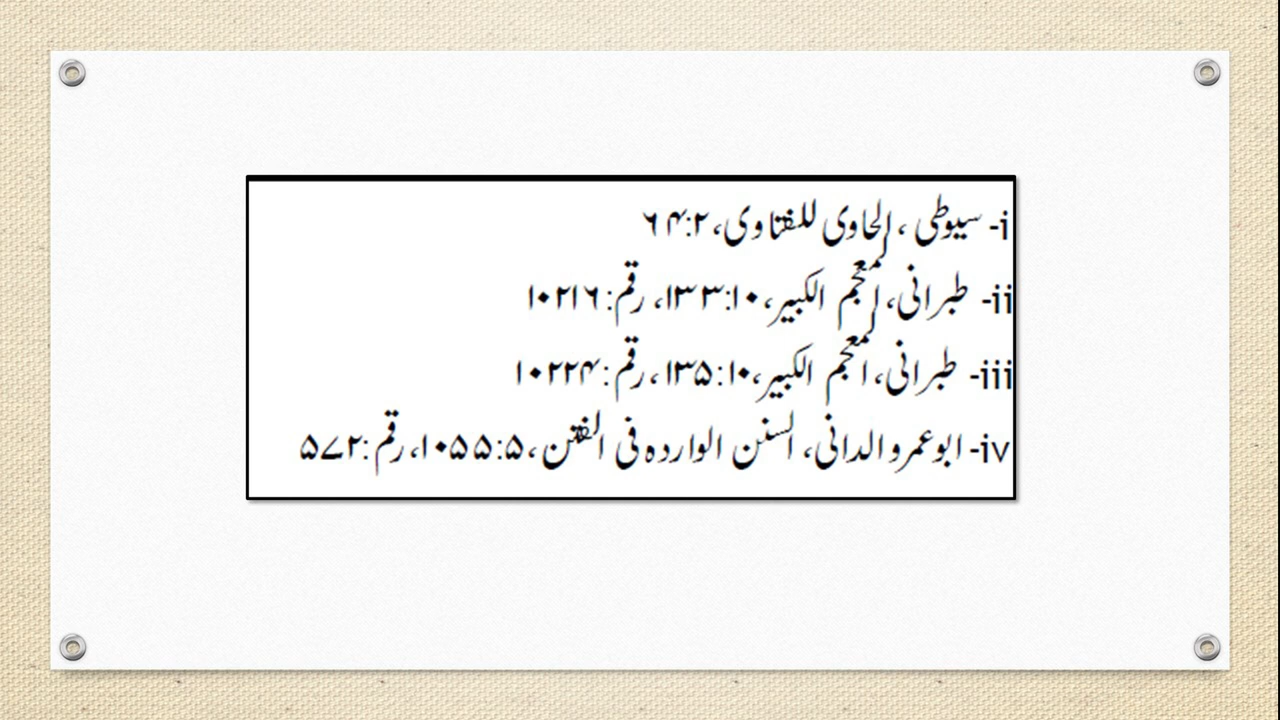 i- سیوطی، الحاوی للفتاوی، ۲:۶۴
ii- طبرانی، المعجم الکبیر، ۱۰:۱۳۳، رقم: ۱۰۲۱۶
iii- طبرانی، المعجم الکبیر، ۱۰:۱۳۵، رقم: ۱۰۲۲۴
iv- ابوعمرو الدانی، السنن الواردہ فی الفتن، ۵:۱۰۵۵، رقم: ۵۷۲